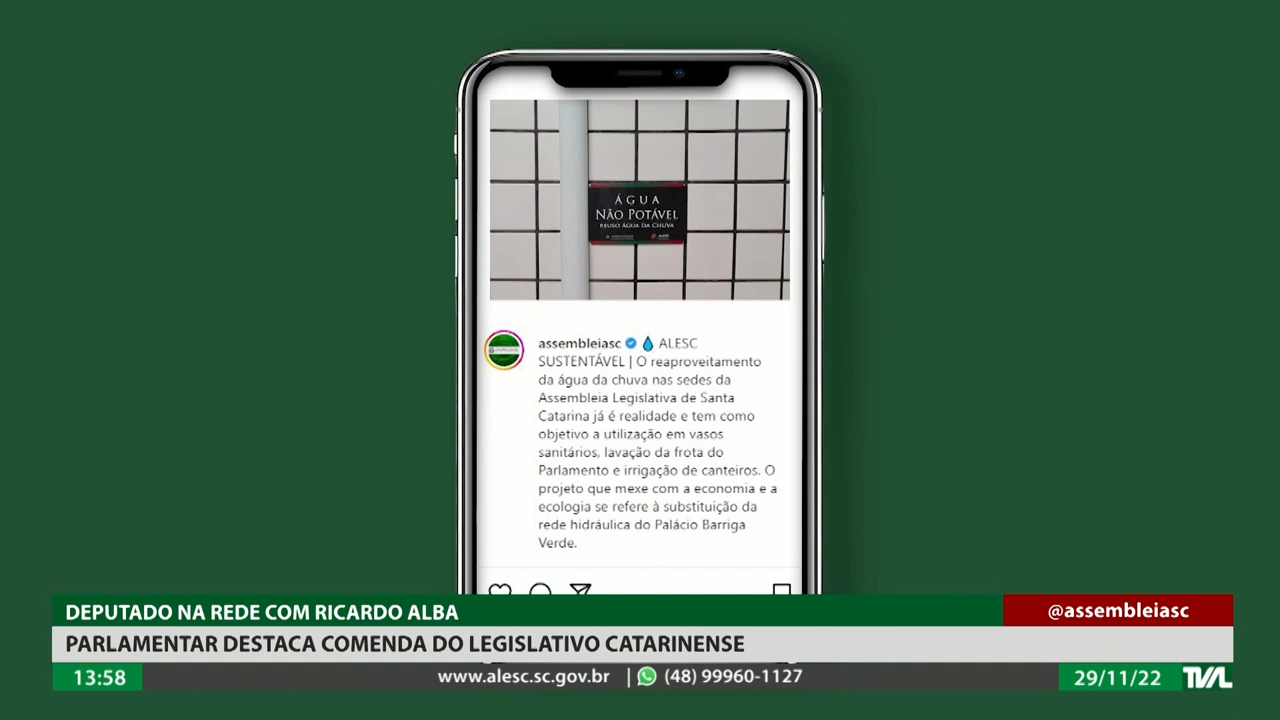 ÁGUA
NÃO POTÁVEL
REUSO ÁGUA DA CHUVA
assembleiasc 💧 ALESC
SUSTENTÁVEL | O reaproveitamento
da água da chuva nas sedes da
Assembleia Legislativa de Santa
Catarina já é realidade e tem como
objetivo a utilização em vasos
sanitários, lavação da frota do
Parlamento e irrigação de canteiros. O
projeto que mexe com a economia e a
ecologia se refere à substituição da
rede hidráulica do Palácio Barriga
Verde.
DEPUTADO NA REDE COM RICARDO ALBA
@assembleiasc
PARLAMENTAR DESTACA COMENDA DO LEGISLATIVO CATARINENSE
13:58
www.alesc.sc.gov.br | (48) 99960-1127
29/11/22
TVAL